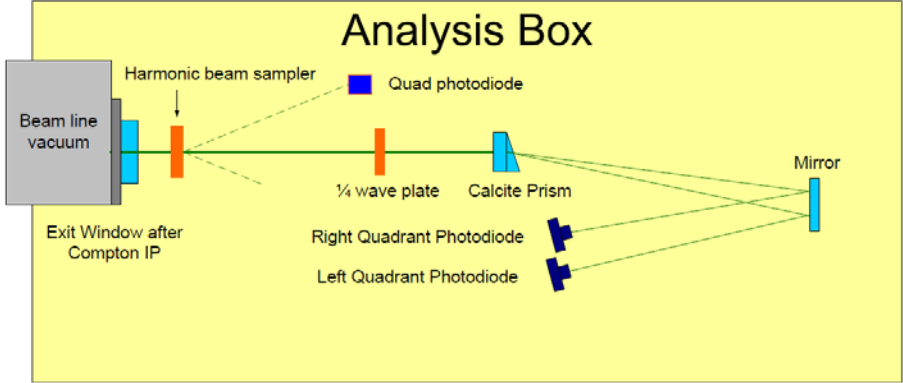 Analysis Box
Harmonic beam sampler
Quad photodiode
Beam line
vacuum
Mirror
¼ wave plate
Calcite Prism
Exit Window after
Compton IP
Right Quadrant Photodiode
Left Quadrant Photodiode